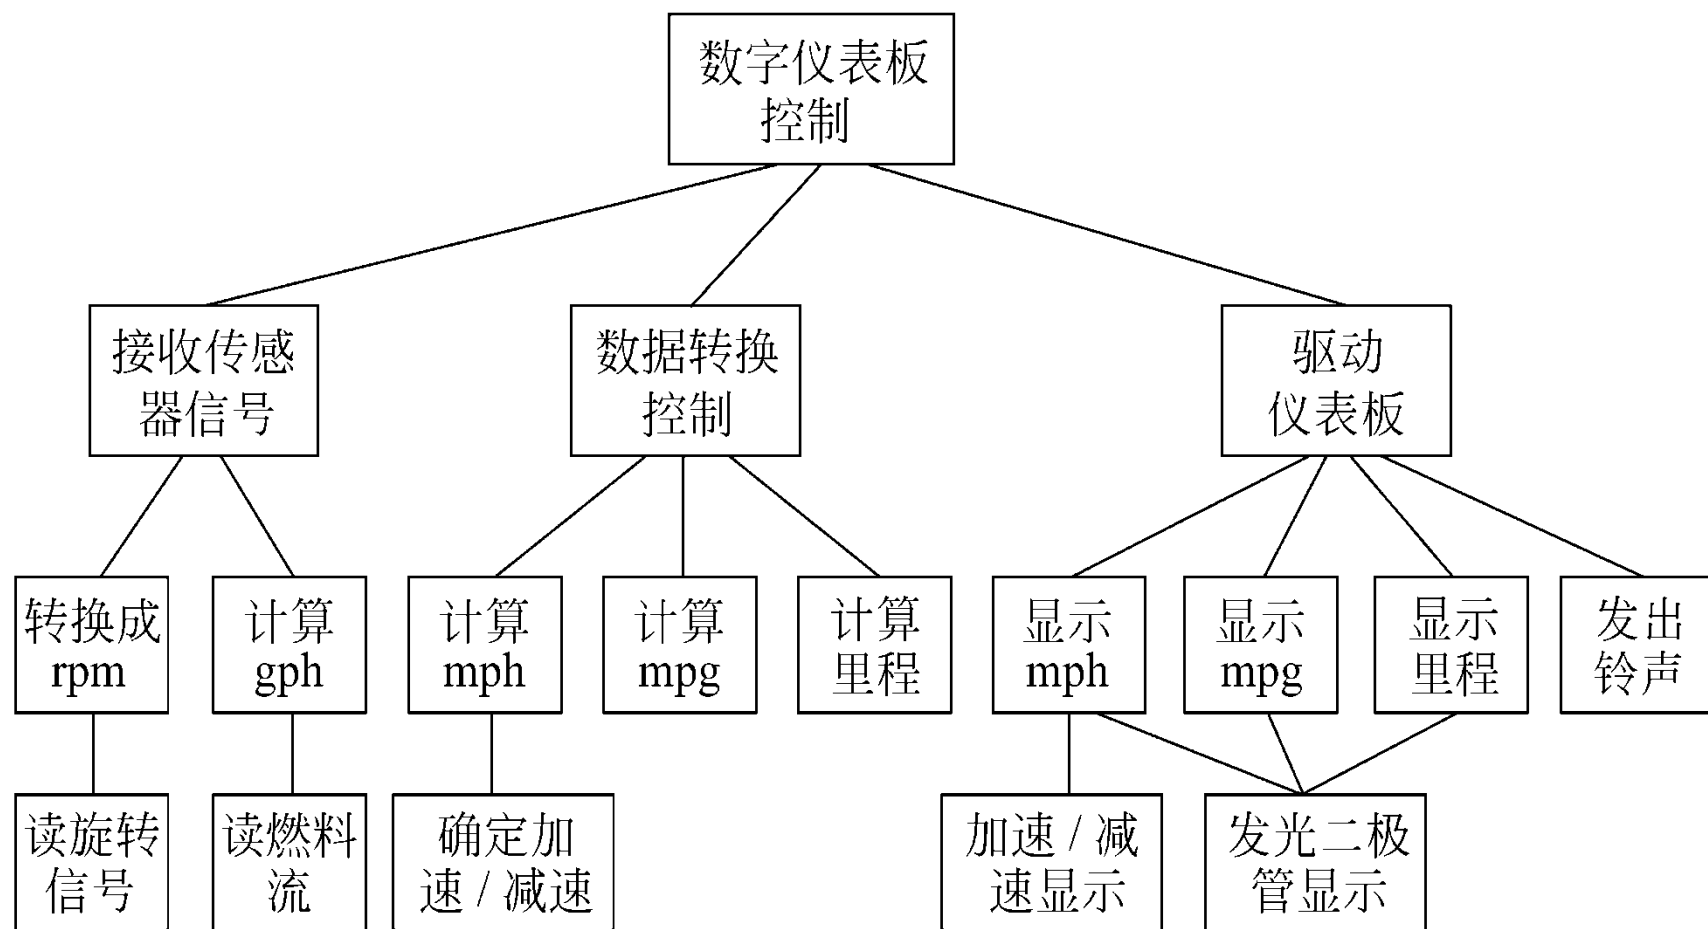 数字仪表板
控制
接收传感
器信号
数据转换
控制
驱动
仪表板
转换成
rpm
计算
gph
计算
mph
计算
mpg
计算
里程
显示
mph
显示
mpg
显示
里程
发出
铃声
读旋转
信号
读燃料
流
确定加
速 / 减速
加速 / 减
速显示
发光二极
管显示